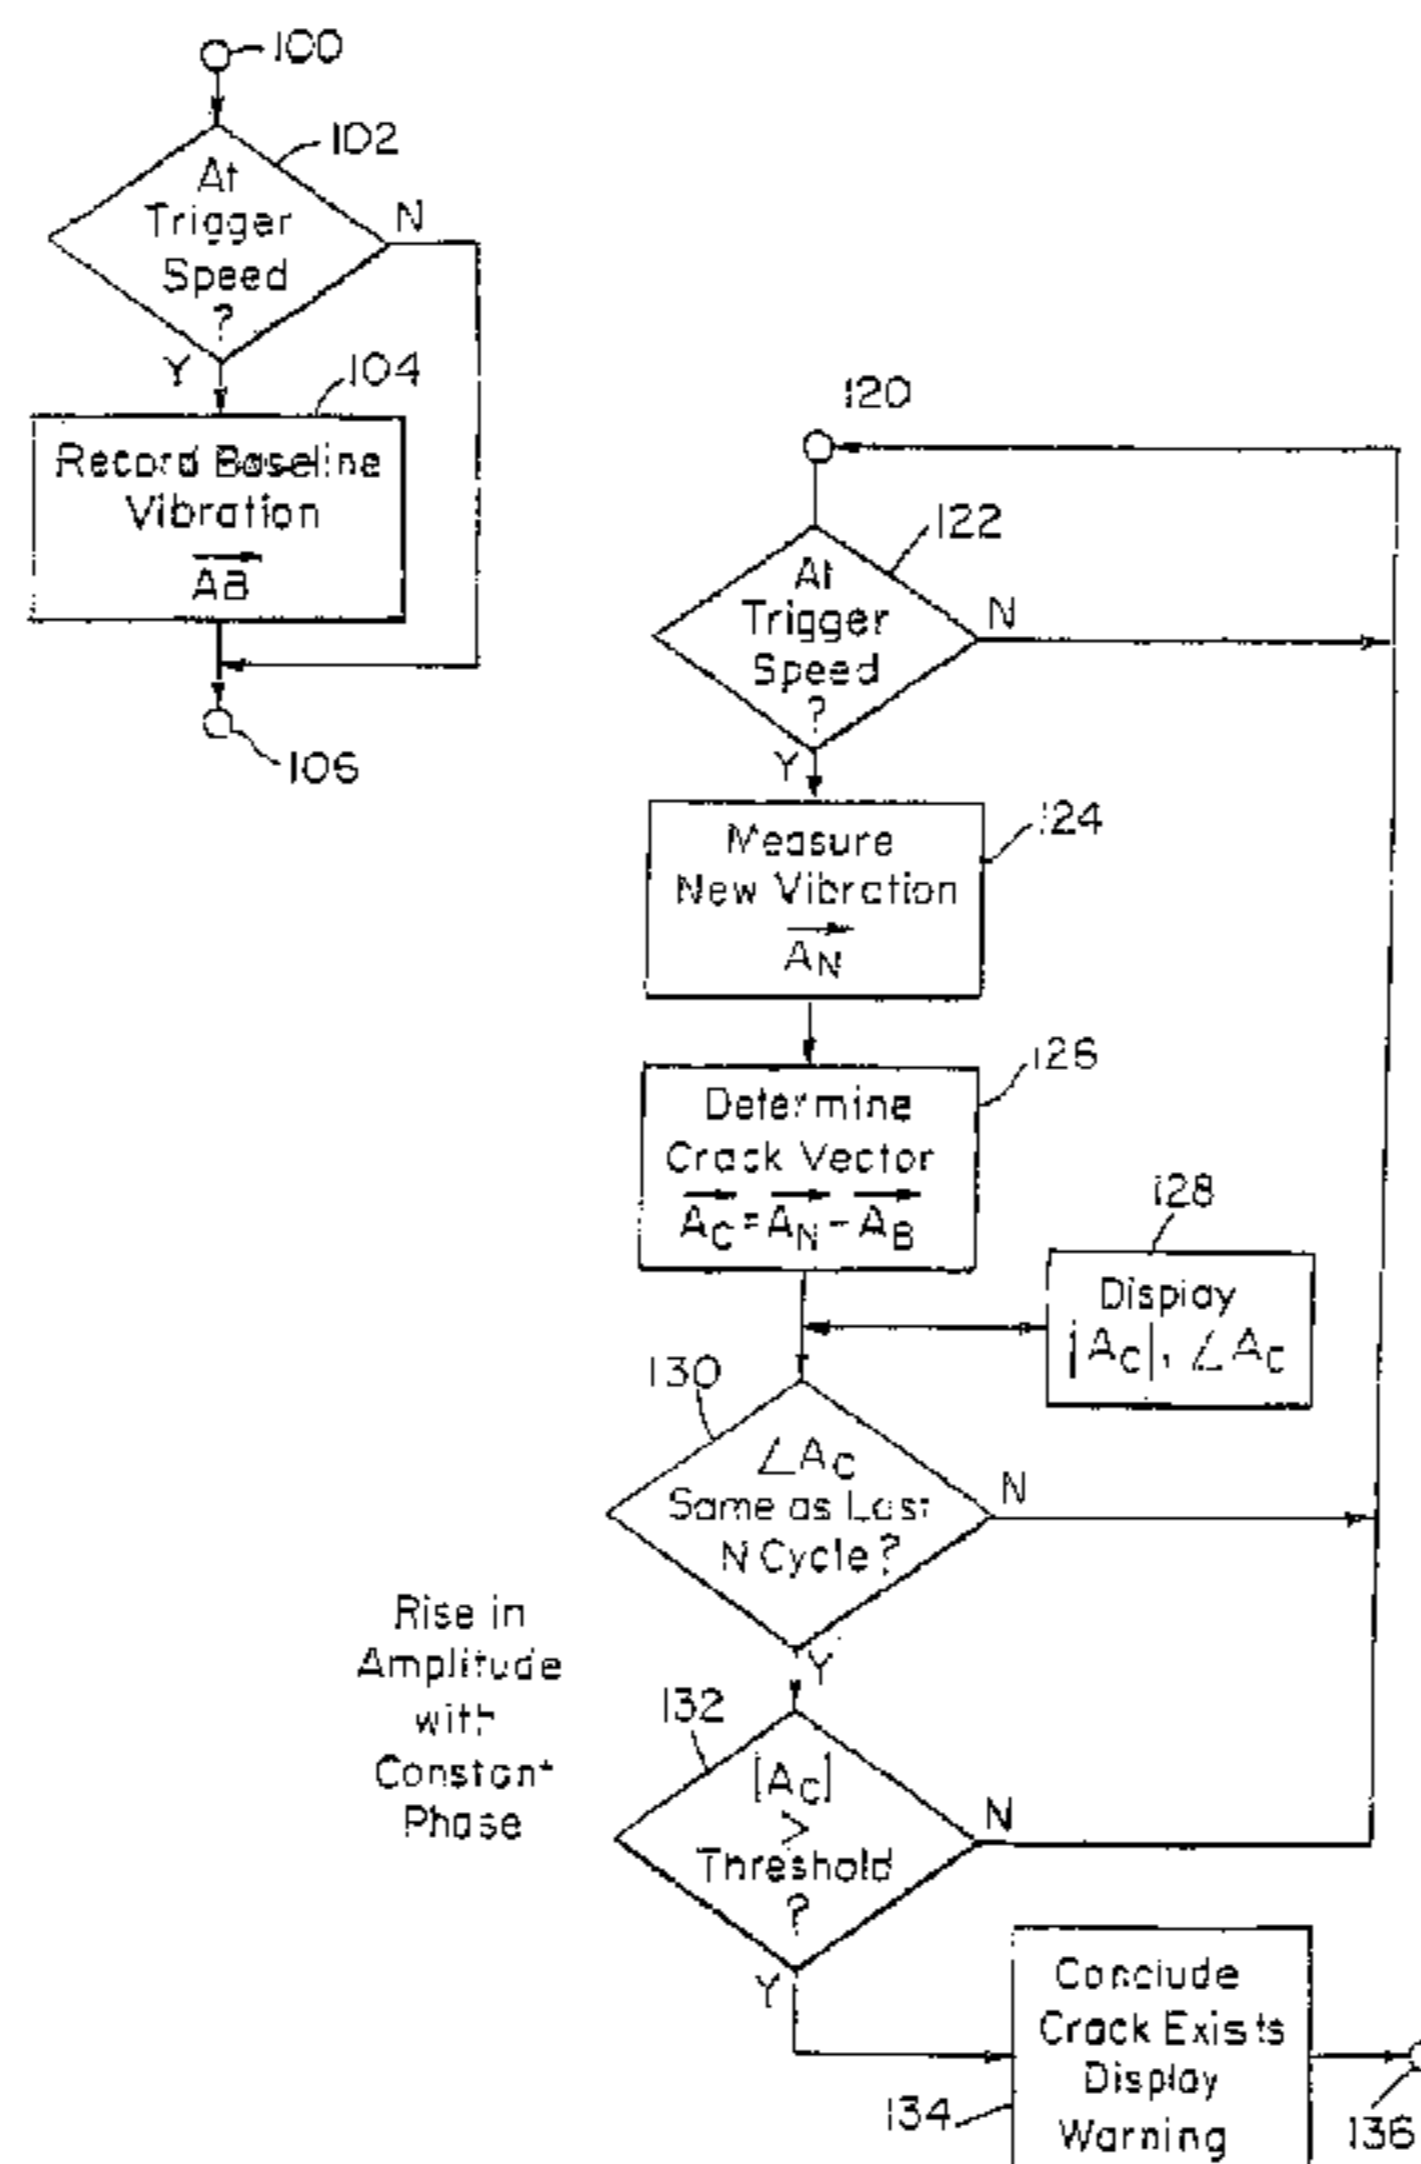 100
102
At
Trigger
Speed
?
N
Y
104
Record Baseline
Vibration
AB
106
120
122
At
Trigger
Speed
?
N
Y
124
Measure
New Vibration
AN
126
Determine
Crack Vector
AC = AN - AB
128
Display
|AC|, ∠AC
130
∠AC
Same as Last
N Cycle?
N
Y
Rise in
Amplitude
with
Constant
Phase
132
[AC]
>
Threshold
?
N
Y
Conclude
Crack Exists
Display
Warning
134
136